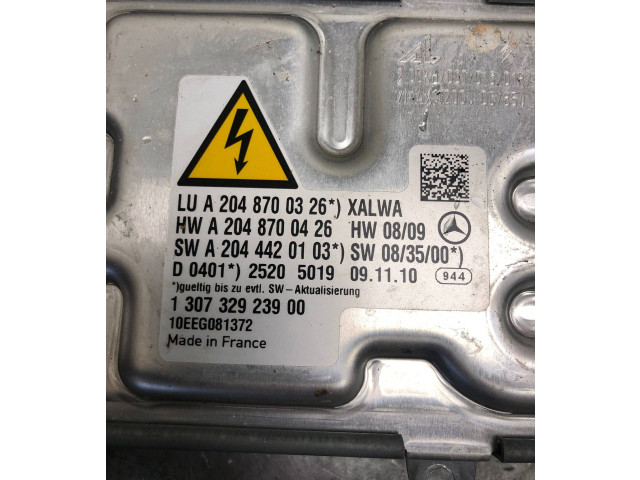 LU A 204 870 03 26*) XALWA
HW A 204 870 04 26 HW 08/09
SW A 204 442 01 03*) SW 08/35/00*)
D 0401*) 2520 5019 09.11.10 944
*)gueltig bis zu evtl. SW - Aktualisierung
1 307 329 239 00
10EEG081372
Made in France